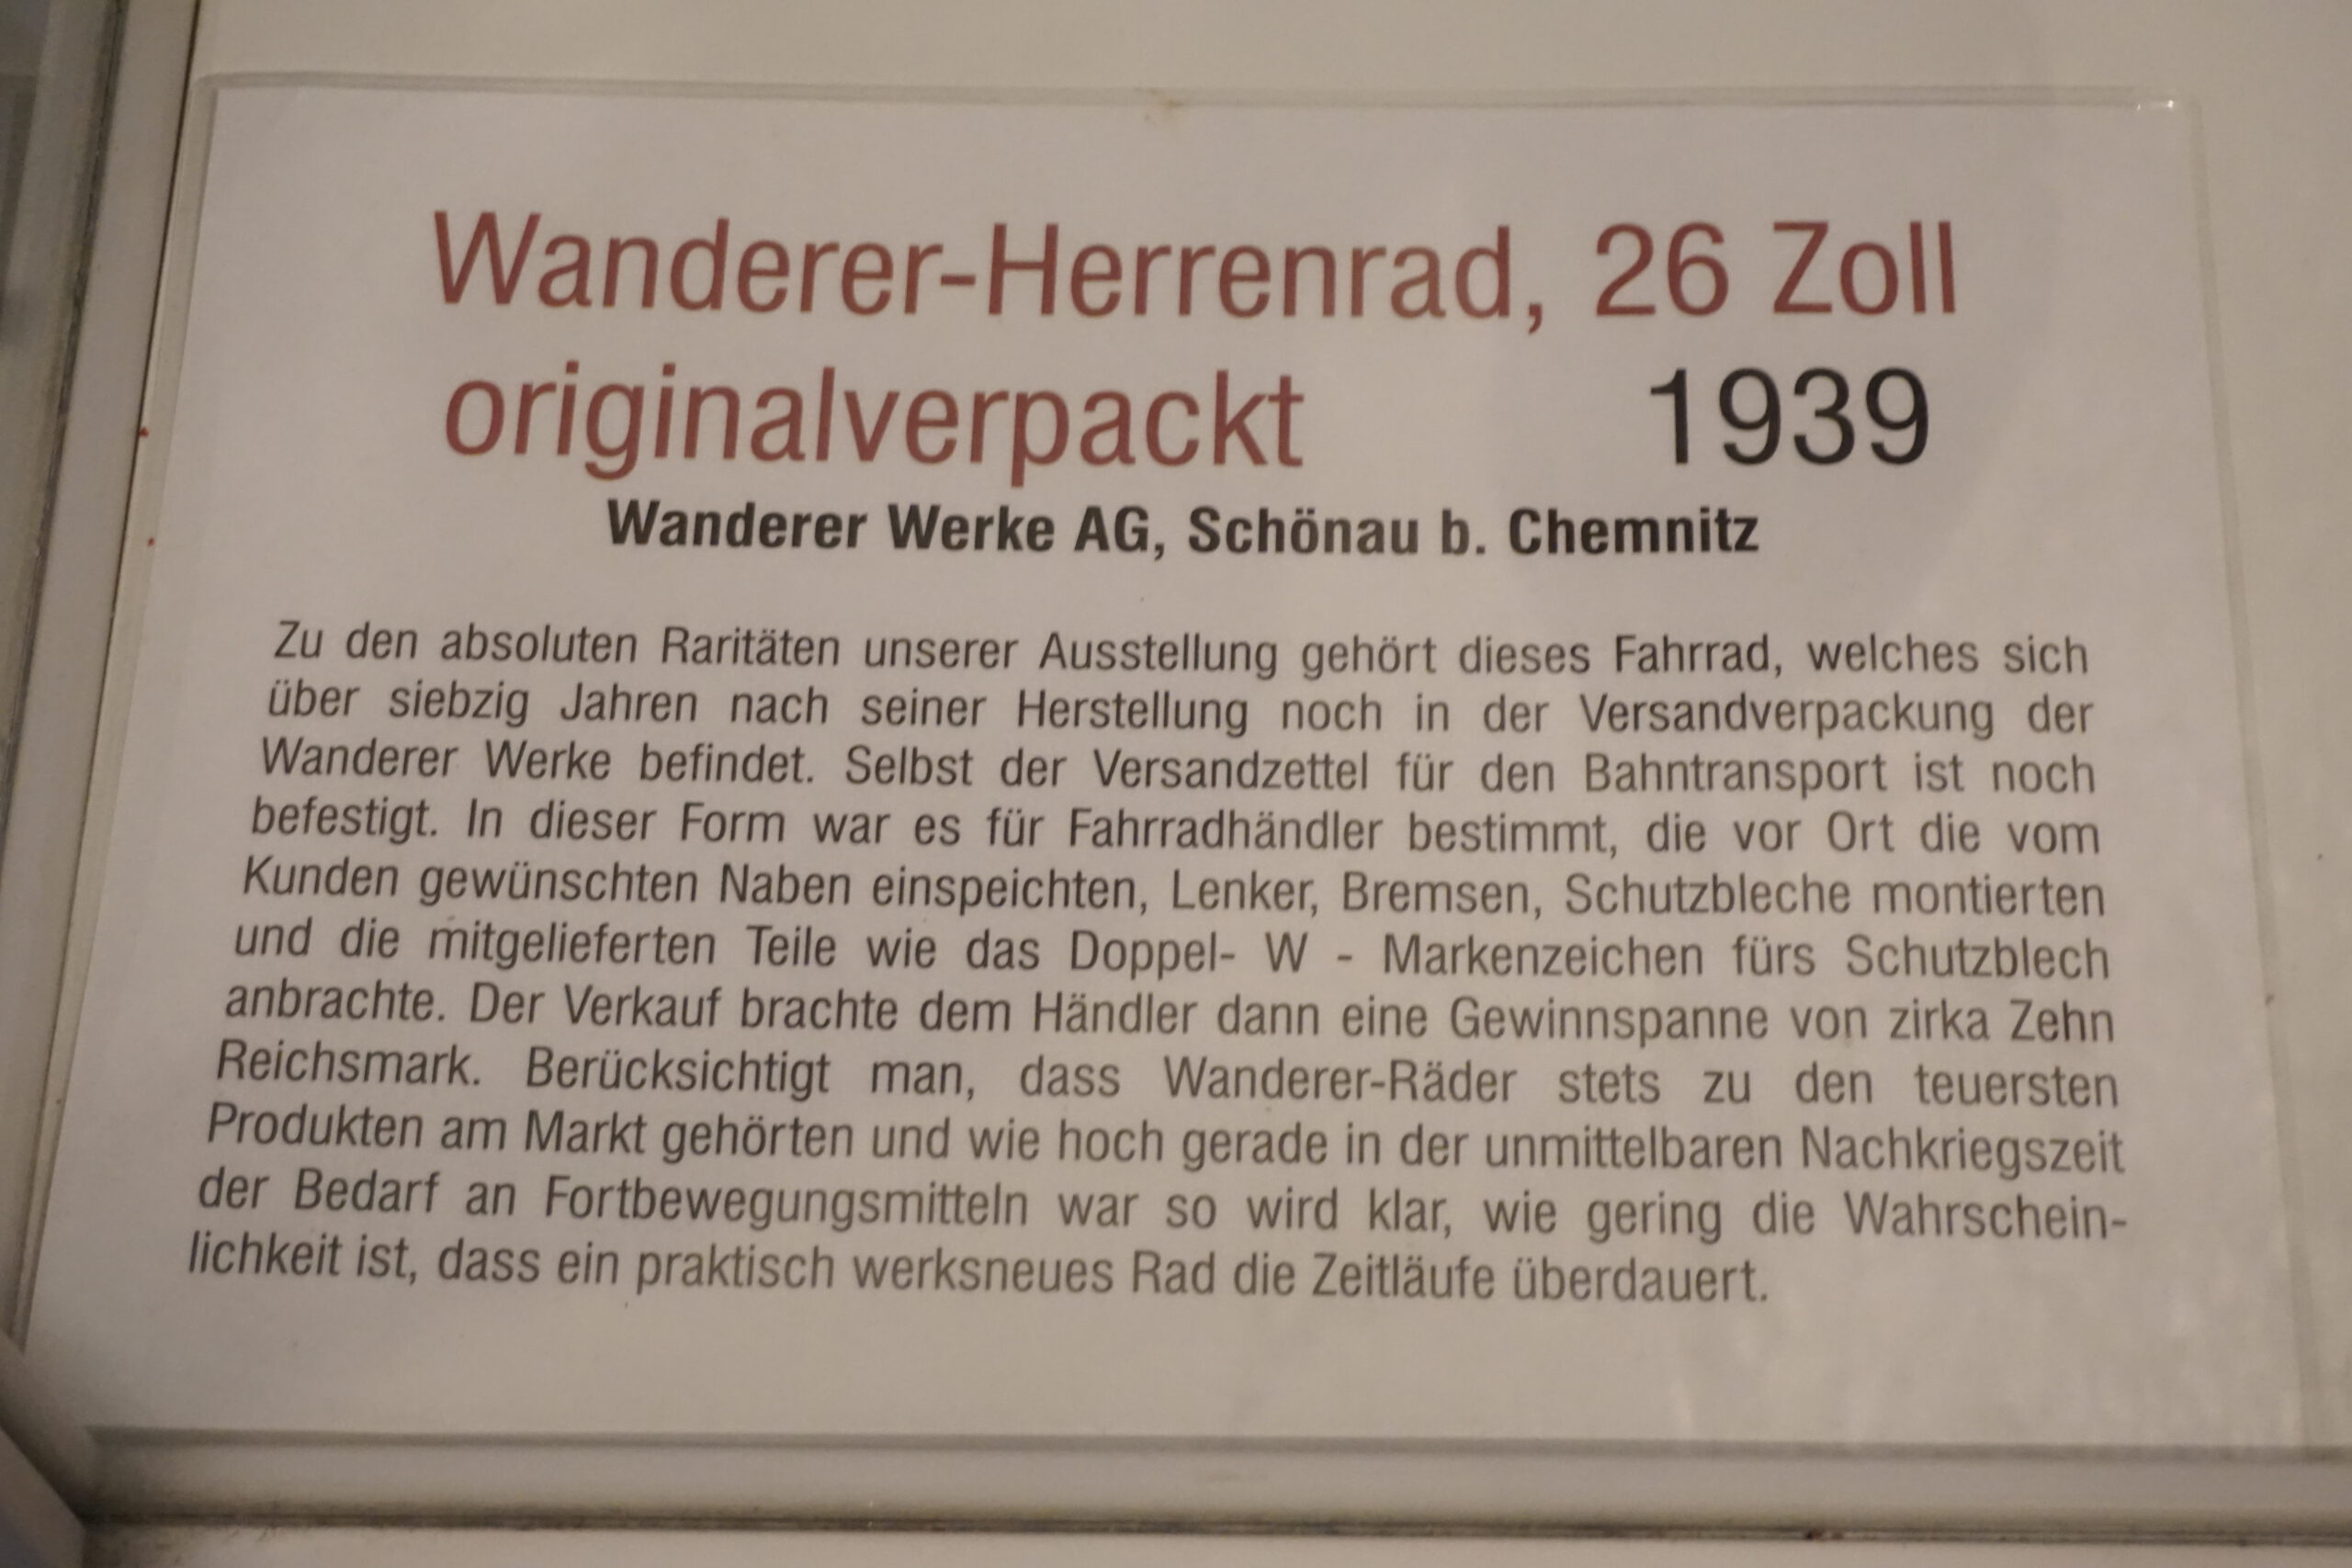 Wanderer-Herrenrad, 26 Zoll
originalverpackt 1939
Wanderer Werke AG, Schönau b. Chemnitz
Zu den absoluten Raritäten unserer Ausstellung gehört dieses Fahrrad, welches sich
über siebzig Jahren nach seiner Herstellung noch in der Versandverpackung der
Wanderer Werke befindet. Selbst der Versandzettel für den Bahntransport ist noch
befestigt. In dieser Form war es für Fahrradhändler bestimmt, die vor Ort die vom
Kunden gewünschten Naben einspeichten, Lenker, Bremsen, Schutzbleche montierten
und die mitgelieferten Teile wie das Doppel- W - Markenzeichen fürs Schutzblech
anbrachte. Der Verkauf brachte dem Händler dann eine Gewinnspanne von zirka Zehn
Reichsmark. Berücksichtigt man, dass Wanderer-Räder stets zu den teuersten
Produkten am Markt gehörten und wie hoch gerade in der unmittelbaren Nachkriegszeit
der Bedarf an Fortbewegungsmitteln war so wird klar, wie gering die Wahrschein-
lichkeit ist, dass ein praktisch werksneues Rad die Zeitläufe überdauert.